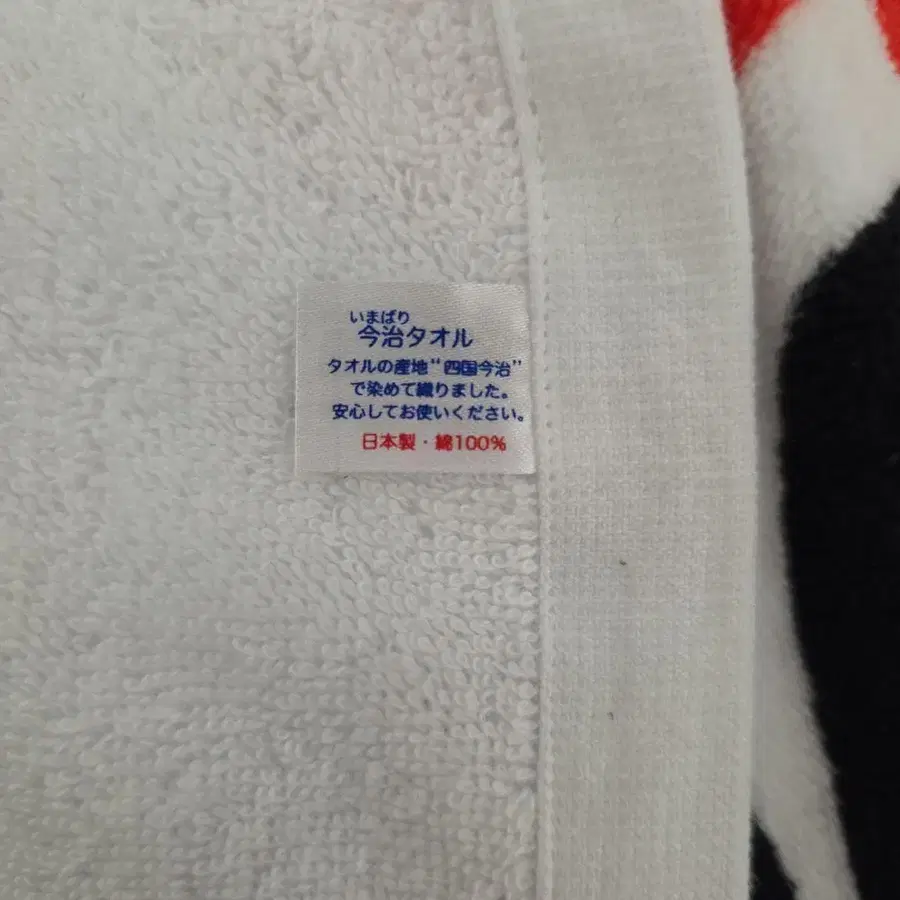 いまばり
今治タオル
タオルの産地“四国今治”
で染めて織りました。
安心してお使いください。
日本製・綿100%